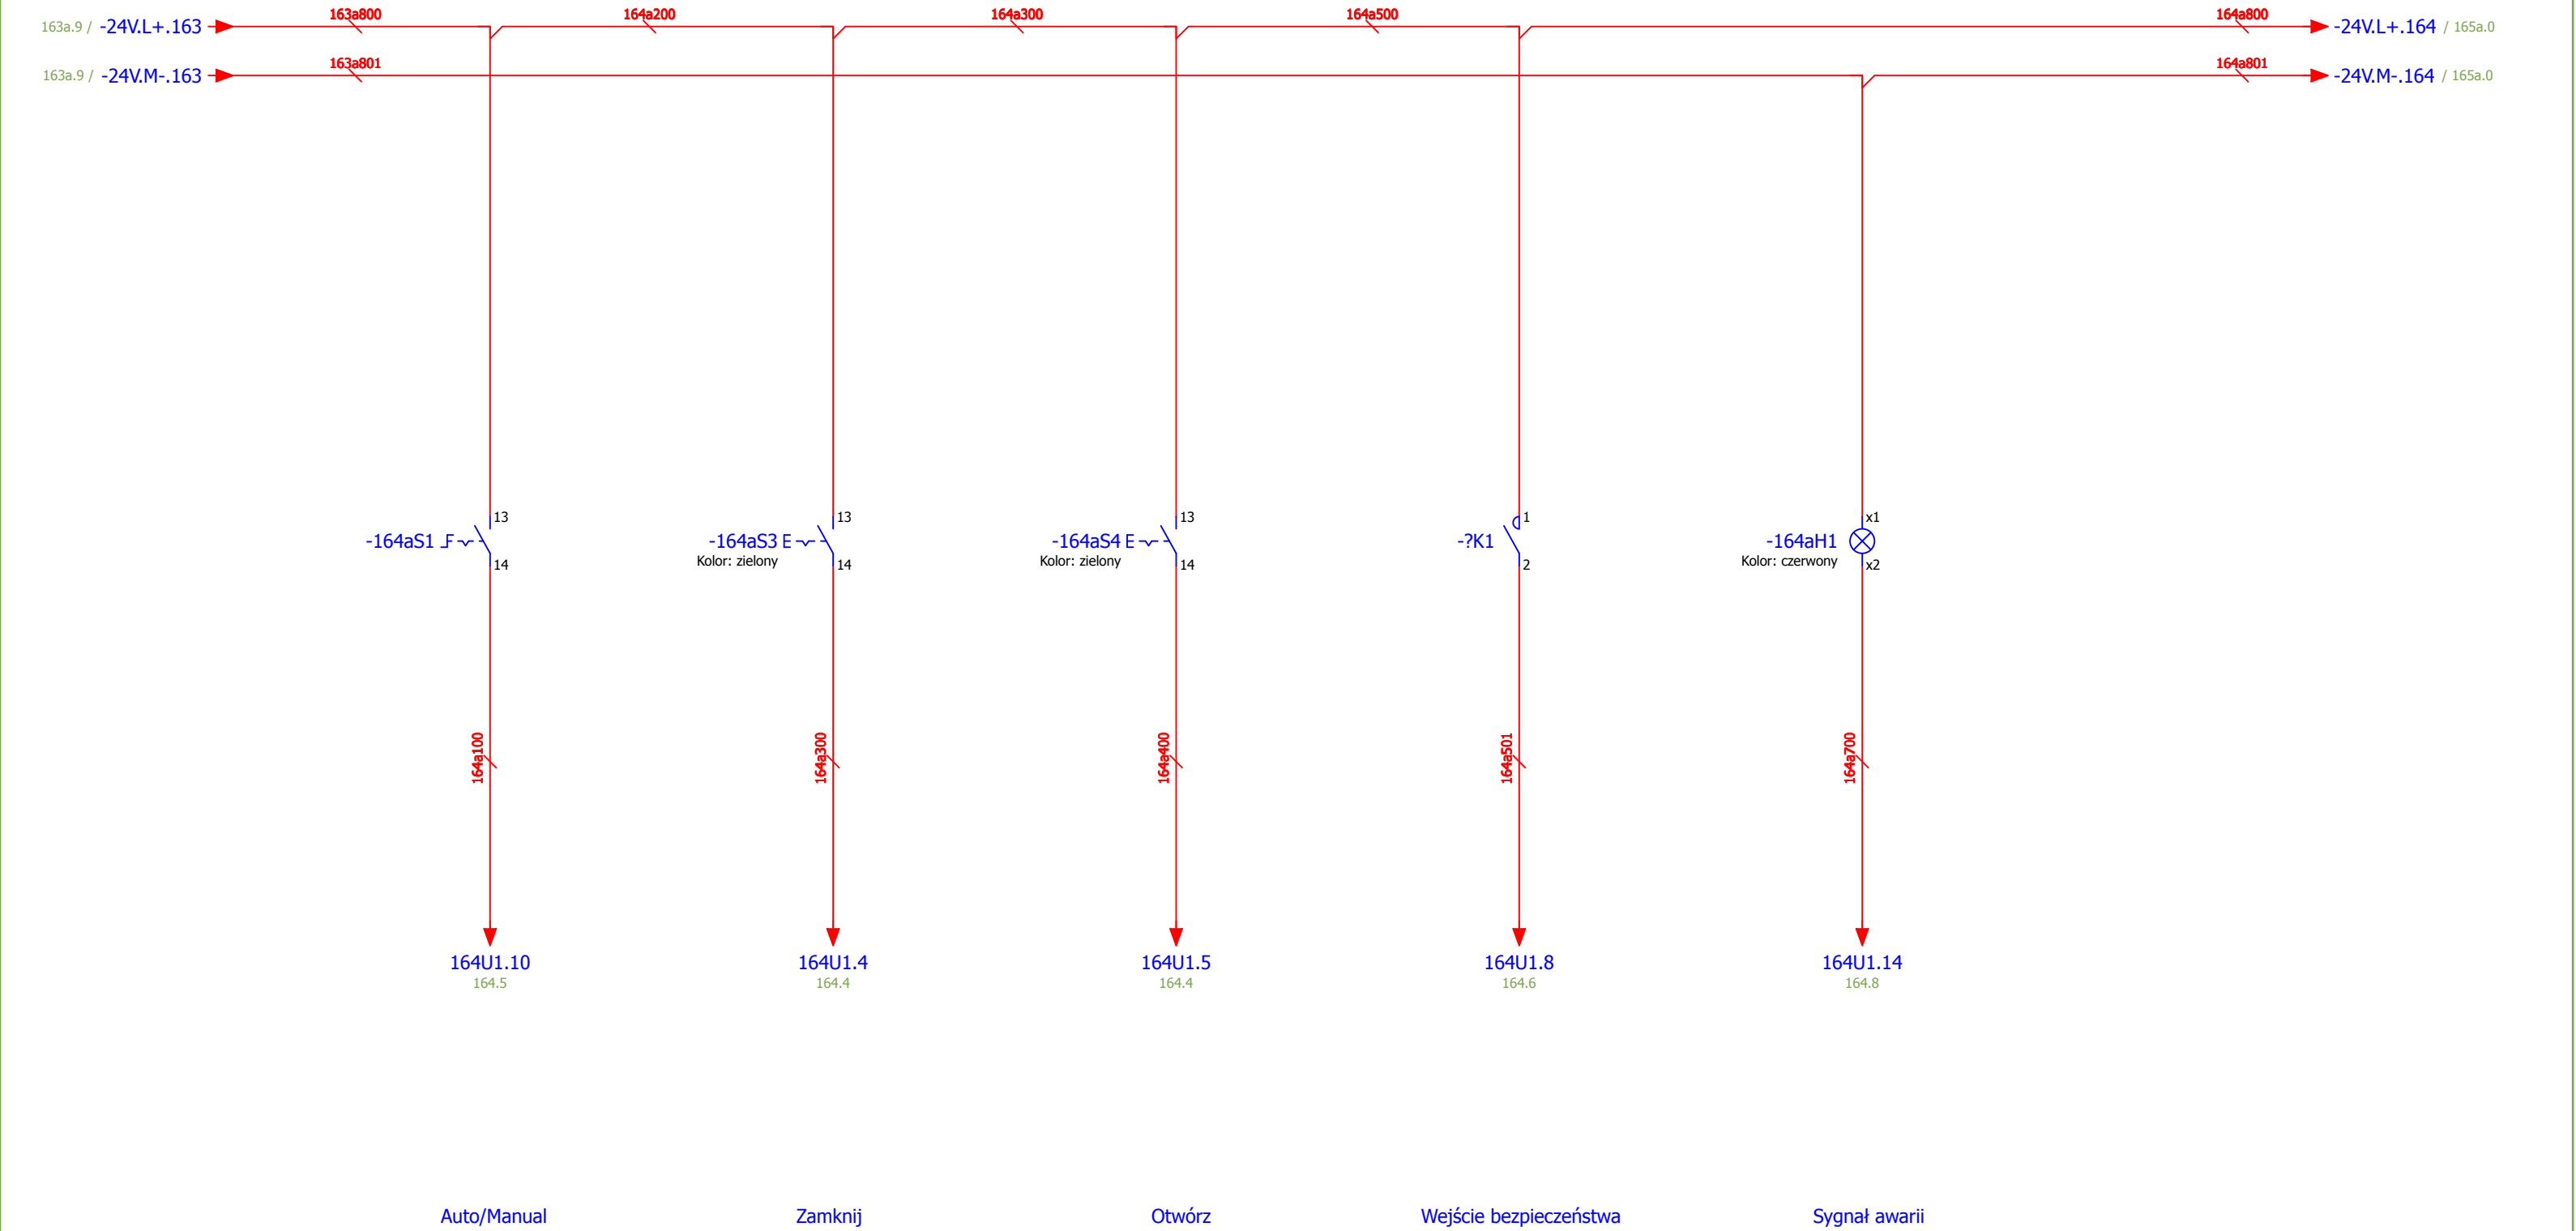 163a800 164a200 164a300 164a500 164a800
163a.9 / -24V.L+.163 -24V.L+.164 / 165a.0
163a801 164a801
163a.9 / -24V.M-.163 -24V.M-.164 / 165a.0
13 13 13 1 x1
-164aS1 -164aS3 E -164aS4 E -?K1 -164aH1
Kolor: zielony Kolor: zielony Kolor: czerwony
14 14 14 2 x2
164a100 164a300 164a400 164a501 164a700
164U1.10 164U1.4 164U1.5 164U1.8 164U1.14
164.5 164.4 164.4 164.6 164.8
Auto/Manual Zamknij Otwórz Wejście bezpieczeństwa Sygnał awarii